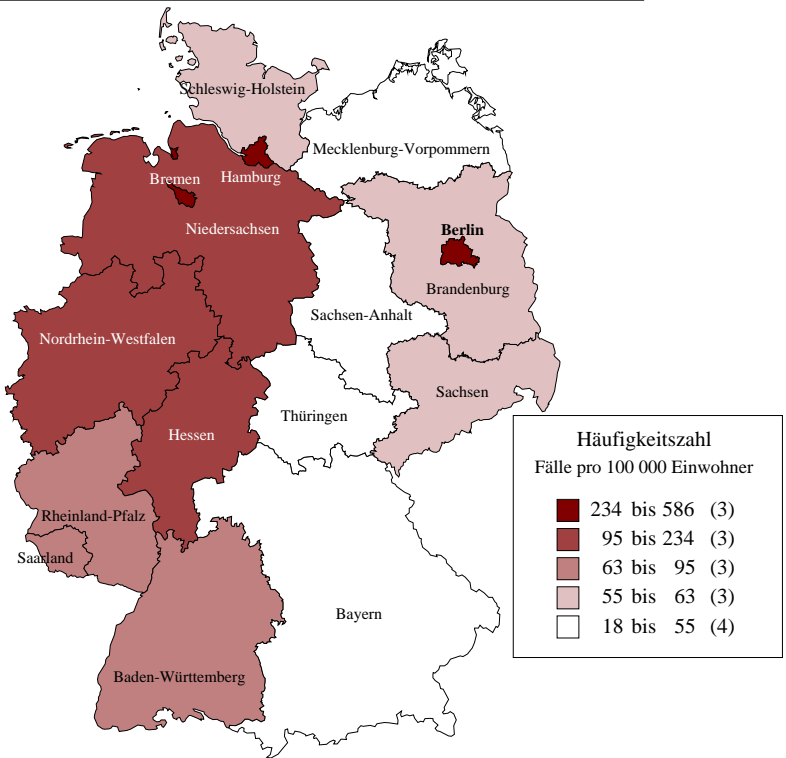 Schleswig-Holstein
Mecklenburg-Vorpommern
Bremen
Hamburg
Niedersachsen
Berlin
Brandenburg
Sachsen-Anhalt
Nordrhein-Westfalen
Sachsen
Thüringen
Hessen
Rheinland-Pfalz
Saarland
Bayern
Baden-Württemberg
Häufigkeitszahl
Fälle pro 100 000 Einwohner
234 bis 586 (3)
95 bis 234 (3)
63 bis 95 (3)
55 bis 63 (3)
18 bis 55 (4)